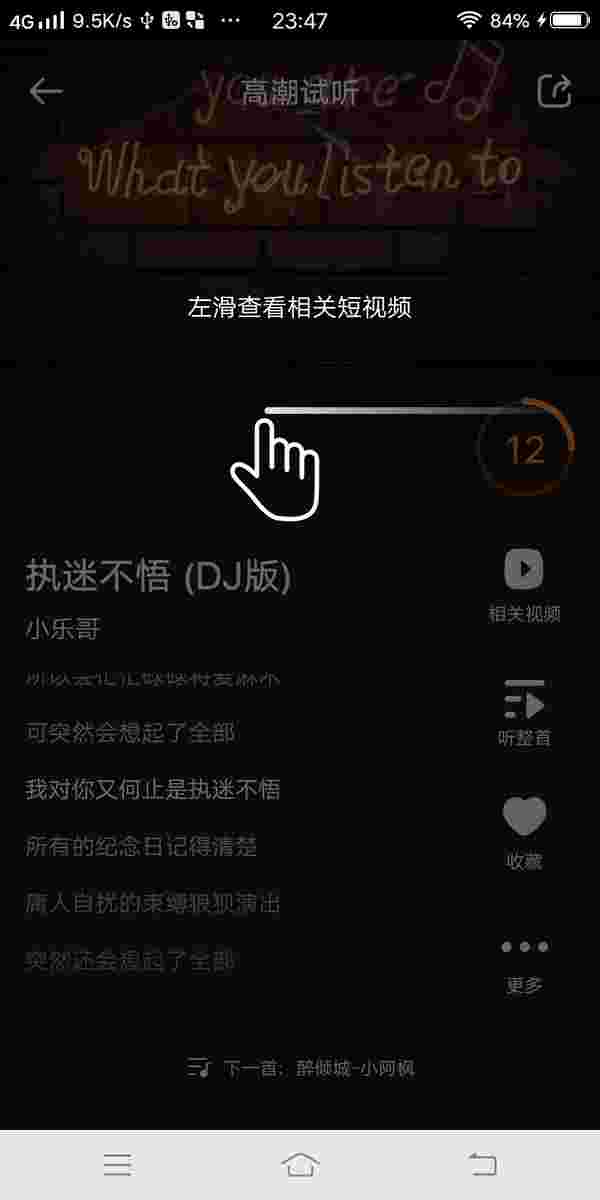 4G 9.5K/s ··· 23:47 84%
you are
高潮试听
What you listen to
左滑查看相关短视频
12
执迷不悟 (DJ版)
小乐哥
相关视频
可突然会想起了全部
听整首
我对你又何止是执迷不悟
所有的纪念日记得清楚
收藏
庸人自扰的束缚狼狈演出
突然还会想起了全部
更多
下一首：醉倾城-小阿枫